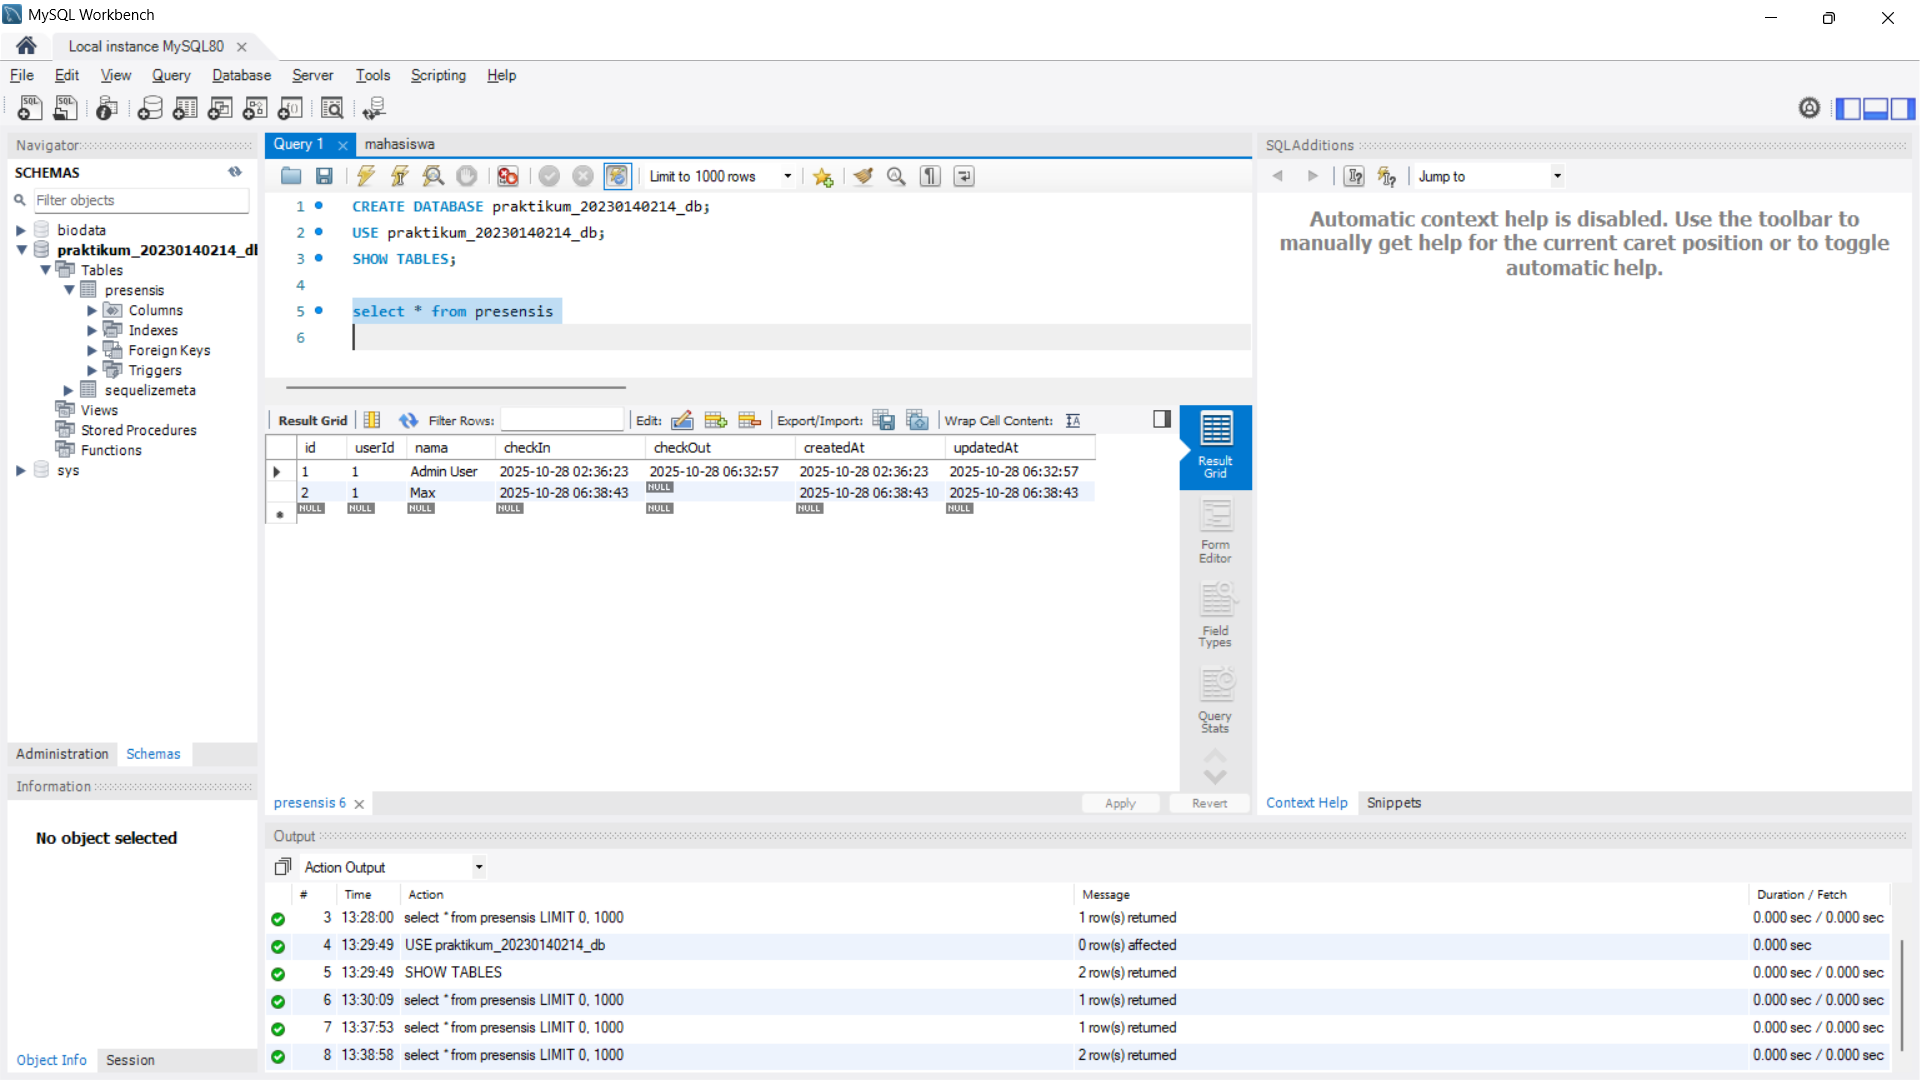 MySQL Workbench
Local instance MySQL80
File Edit View Query Database Server Tools Scripting Help
Navigator
SCHEMAS
Filter objects
biodata
praktikum_20230140214_d
Tables
presensis
Columns
Indexes
Foreign Keys
Triggers
sequelizemeta
Views
Stored Procedures
Functions
sys
Administration Schemas
Information
No object selected
Object Info Session
Query 1 mahasiswa
Limit to 1000 rows
1 CREATE DATABASE praktikum_20230140214_db;
2 USE praktikum_20230140214_db;
3 SHOW TABLES;
4
5 select * from presensis
6
Result Grid Filter Rows: Edit: Export/Import: Wrap Cell Content:
id userId nama checkIn checkOut createdAt updatedAt
1 1 Admin User 2025-10-28 02:36:23 2025-10-28 06:32:57 2025-10-28 02:36:23 2025-10-28 06:32:57
2 1 Max 2025-10-28 06:38:43 NULL 2025-10-28 06:38:43 2025-10-28 06:38:43
NULL NULL NULL NULL NULL NULL NULL
Result
Grid
Form
Editor
Field
Types
Query
Stats
presensis 6 Apply Revert
SQLAdditions
Jump to
Automatic context help is disabled. Use the toolbar to
manually get help for the current caret position or to toggle
automatic help.
Context Help Snippets
Output
Action Output
# Time Action Message Duration / Fetch
3 13:28:00 select * from presensis LIMIT 0, 1000 1 row(s) returned 0.000 sec / 0.000 sec
4 13:29:49 USE praktikum_20230140214_db 0 row(s) affected 0.000 sec
5 13:29:49 SHOW TABLES 2 row(s) returned 0.000 sec / 0.000 sec
6 13:30:09 select * from presensis LIMIT 0, 1000 1 row(s) returned 0.000 sec / 0.000 sec
7 13:37:53 select * from presensis LIMIT 0, 1000 1 row(s) returned 0.000 sec / 0.000 sec
8 13:38:58 select * from presensis LIMIT 0, 1000 2 row(s) returned 0.000 sec / 0.000 sec